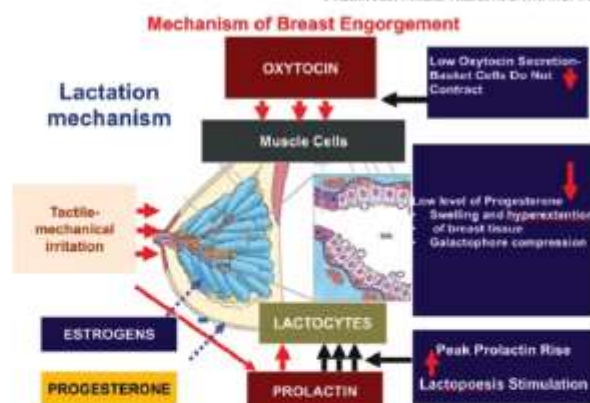 Mechanism of Breast Engorgement
OXYTOCIN
Low Oxytocin Secretion-
Basket Cells Do Not
Contract
Lactation
mechanism
Muscle Cells
Tactile-
mechanical
irritation
Low level of Progesterone
Swelling and hyperextention
of breast tissue
Galactophore compression
ESTROGENS
LACTOCYTES
PROGESTERONE
PROLACTIN
Peak Prolactin Rise
Lactopoesis Stimulation